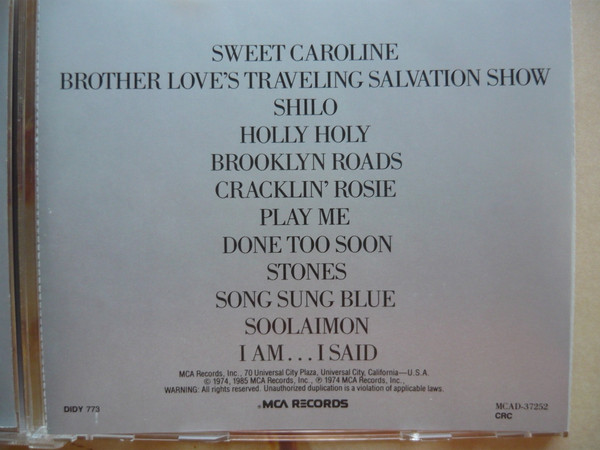 SWEET CAROLINE
BROTHER LOVE'S TRAVELING SALVATION SHOW
SHILO
HOLLY HOLY
BROOKLYN ROADS
CRACKLIN' ROSIE
PLAY ME
DONE TOO SOON
STONES
SONG SUNG BLUE
SOOLAIMON
I AM...I SAID
MCA Records, Inc., 70 Universal City Plaza, Universal City, California—U.S.A.
© 1974, 1985 MCA Records, Inc., ℗ 1974 MCA Records, Inc.,
WARNING: All rights reserved. Unauthorized duplication is a violation of applicable laws.
DIDY 773
MCA RECORDS
MCAD-37252
CRC